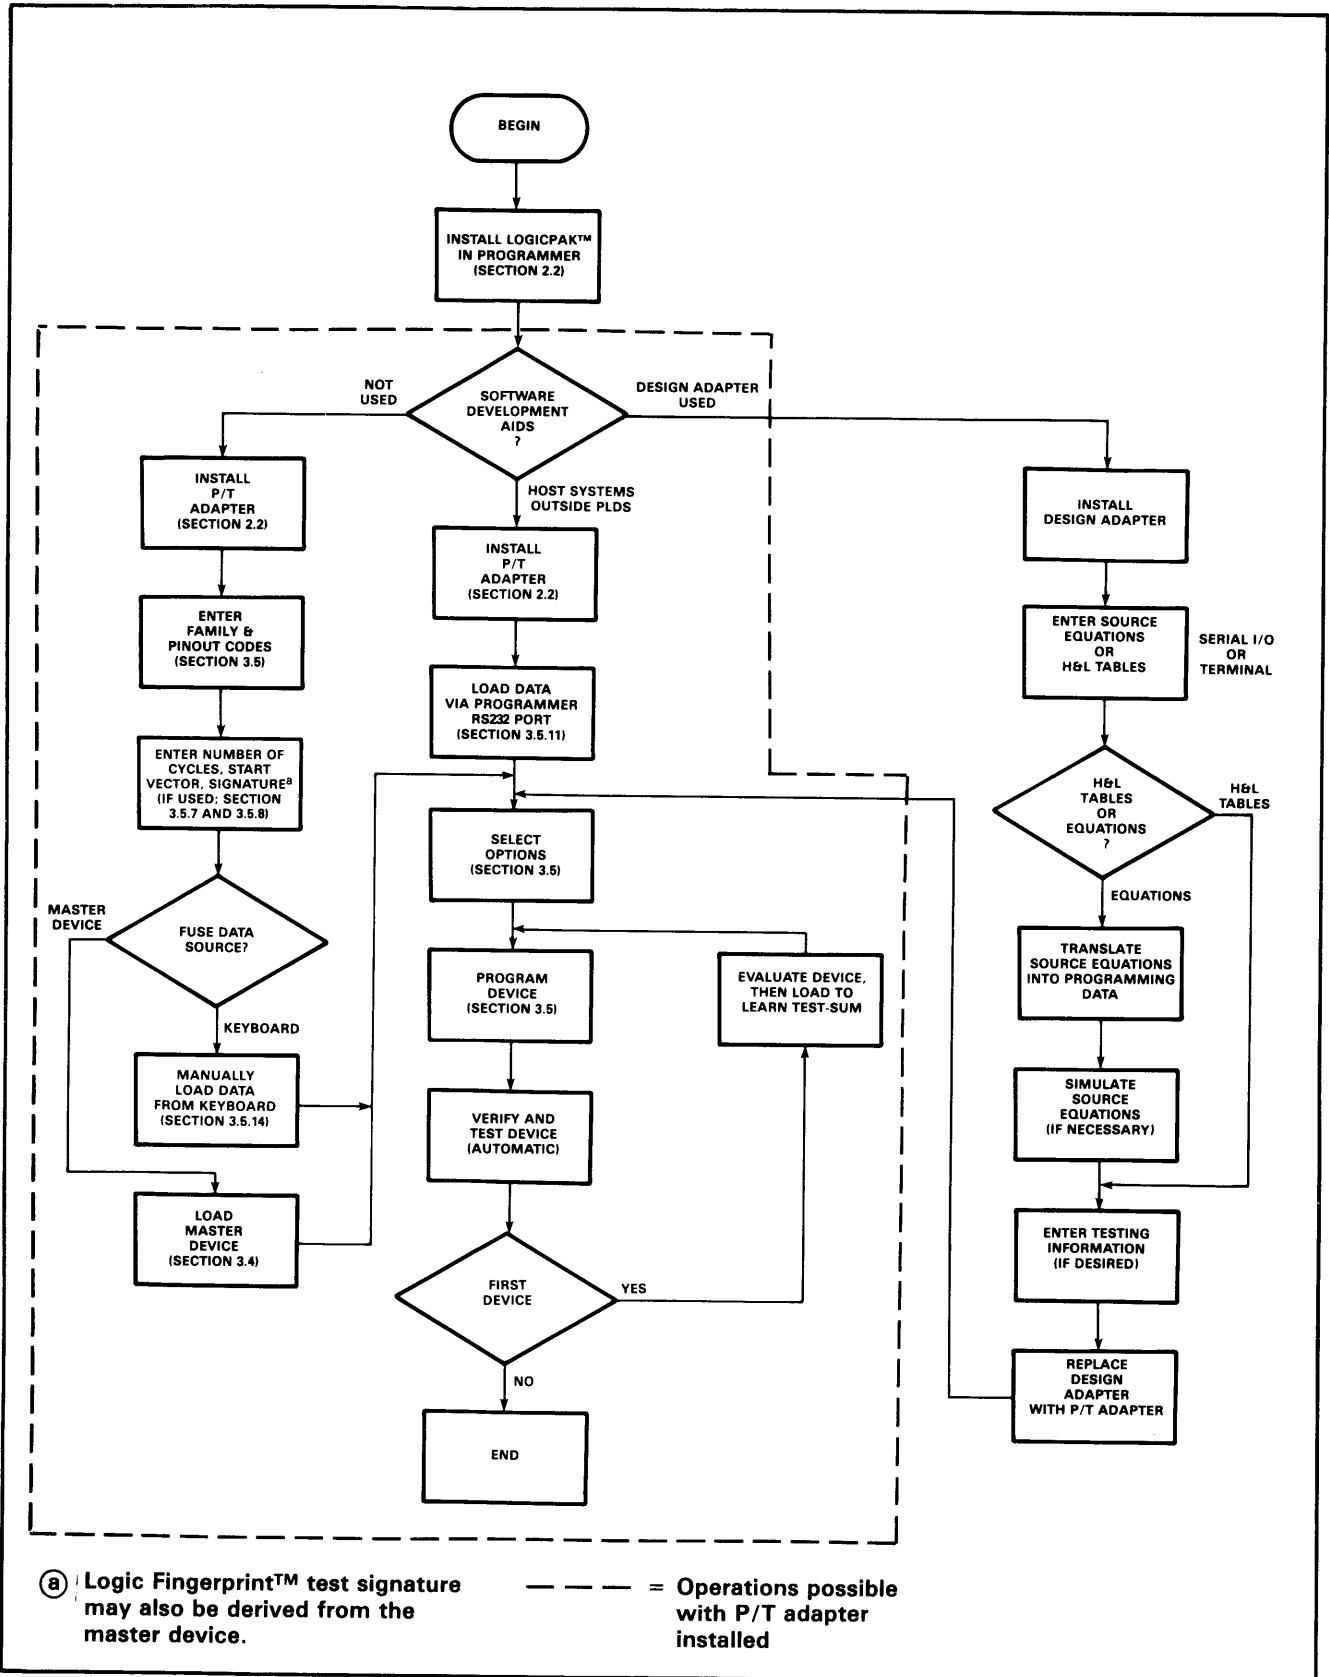 BEGIN
INSTALL LOGICPAK™
IN PROGRAMMER
(SECTION 2.2)
SOFTWARE
DEVELOPMENT
AIDS
?
NOT
USED
DESIGN ADAPTER
USED
HOST SYSTEMS
OUTSIDE PLDS
INSTALL
P/T
ADAPTER
(SECTION 2.2)
ENTER
FAMILY &
PINOUT CODES
(SECTION 3.5)
ENTER NUMBER OF
CYCLES, START
VECTOR, SIGNATUREa
(IF USED; SECTION
3.5.7 AND 3.5.8)
FUSE DATA
SOURCE?
MASTER
DEVICE
KEYBOARD
MANUALLY
LOAD DATA
FROM KEYBOARD
(SECTION 3.5.14)
LOAD
MASTER
DEVICE
(SECTION 3.4)
INSTALL
P/T
ADAPTER
(SECTION 2.2)
LOAD DATA
VIA PROGRAMMER
RS232 PORT
(SECTION 3.5.11)
SELECT
OPTIONS
(SECTION 3.5)
PROGRAM
DEVICE
(SECTION 3.5)
VERIFY AND
TEST DEVICE
(AUTOMATIC)
FIRST
DEVICE
YES
NO
END
EVALUATE DEVICE,
THEN LOAD TO
LEARN TEST-SUM
INSTALL
DESIGN ADAPTER
ENTER SOURCE
EQUATIONS
OR
H&L TABLES
SERIAL I/O
OR
TERMINAL
H&L
TABLES
OR
EQUATIONS
?
H&L
TABLES
EQUATIONS
TRANSLATE
SOURCE EQUATIONS
INTO PROGRAMMING
DATA
SIMULATE
SOURCE
EQUATIONS
(IF NECESSARY)
ENTER TESTING
INFORMATION
(IF DESIRED)
REPLACE
DESIGN
ADAPTER
WITH P/T ADAPTER
a Logic Fingerprint™ test signature
may also be derived from the
master device.
— — — = Operations possible
with P/T adapter
installed